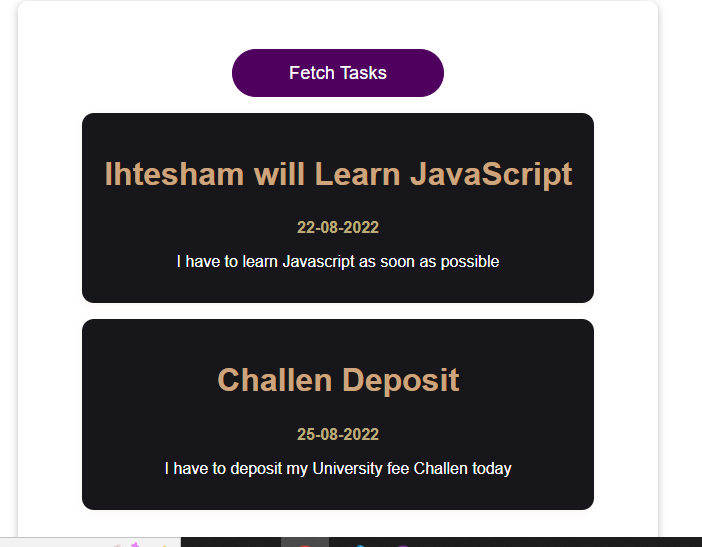 Fetch Tasks
Ihtesham will Learn JavaScript
22-08-2022
I have to learn Javascript as soon as possible
Challen Deposit
25-08-2022
I have to deposit my University fee Challen today